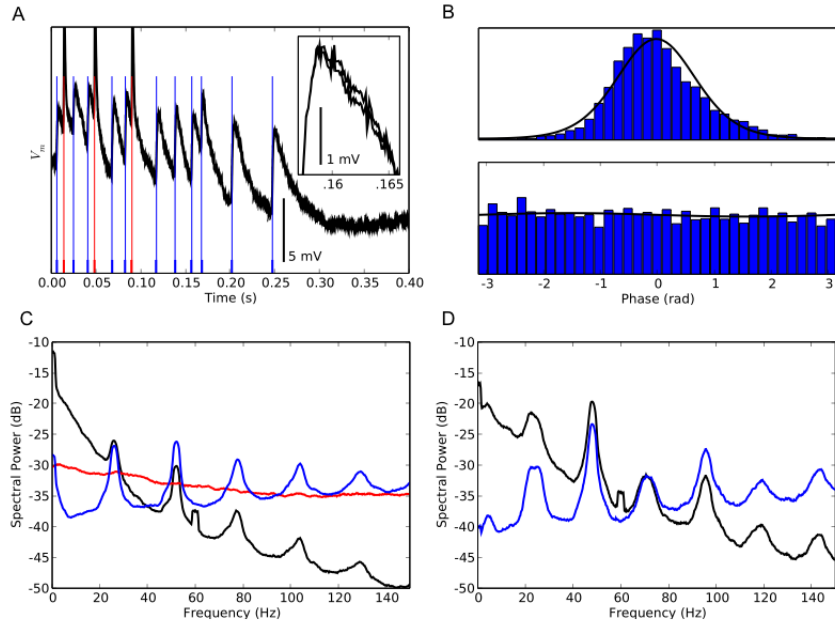 A
V_m
1 mV
.16 .165
5 mV
0.00 0.05 0.10 0.15 0.20 0.25 0.30 0.35 0.40
Time (s)
B
-3 -2 -1 0 1 2 3
Phase (rad)
C
-10
-15
-20
-25
-30
-35
-40
-45
-50
Spectral Power (dB)
0 20 40 60 80 100 120 140
Frequency (Hz)
D
-10
-15
-20
-25
-30
-35
-40
-45
-50
Spectral Power (dB)
0 20 40 60 80 100 120 140
Frequency (Hz)